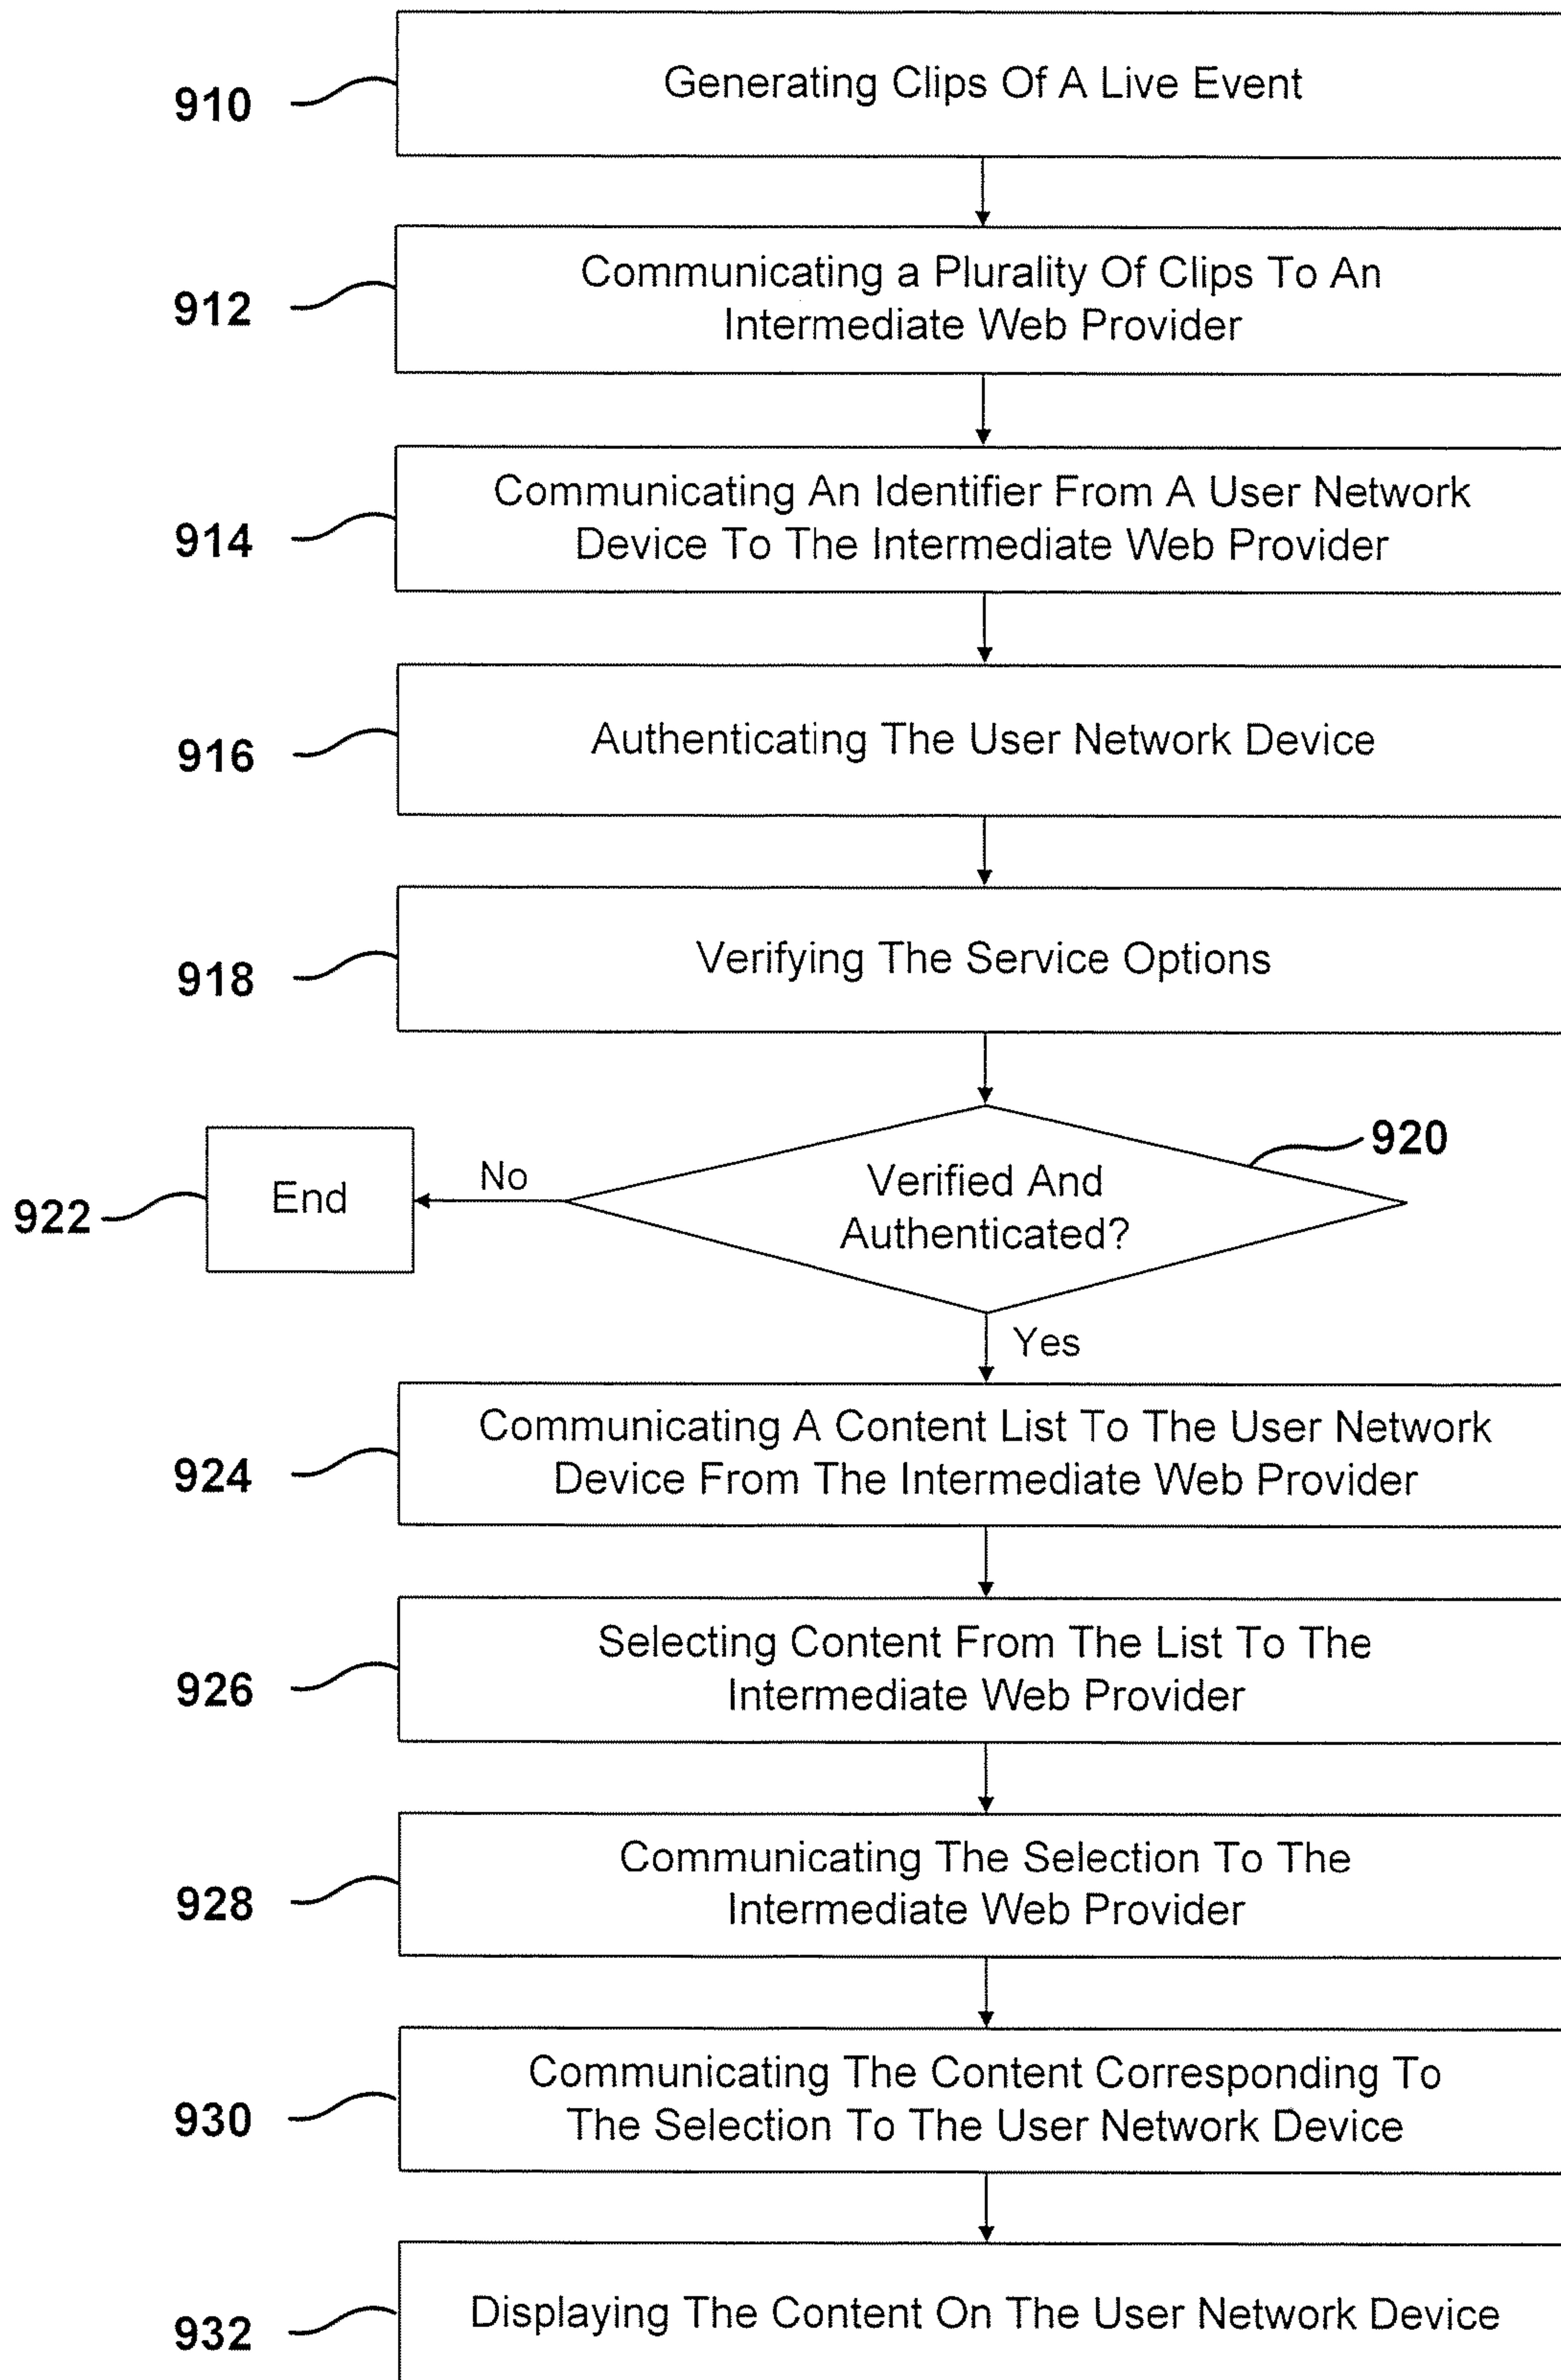 910
Generating Clips Of A Live Event
912
Communicating a Plurality Of Clips To An
Intermediate Web Provider
914
Communicating An Identifier From A User Network
Device To The Intermediate Web Provider
916
Authenticating The User Network Device
918
Verifying The Service Options
920
Verified And
Authenticated?
No
End
922
Yes
924
Communicating A Content List To The User Network
Device From The Intermediate Web Provider
926
Selecting Content From The List To The
Intermediate Web Provider
928
Communicating The Selection To The
Intermediate Web Provider
930
Communicating The Content Corresponding To
The Selection To The User Network Device
932
Displaying The Content On The User Network Device